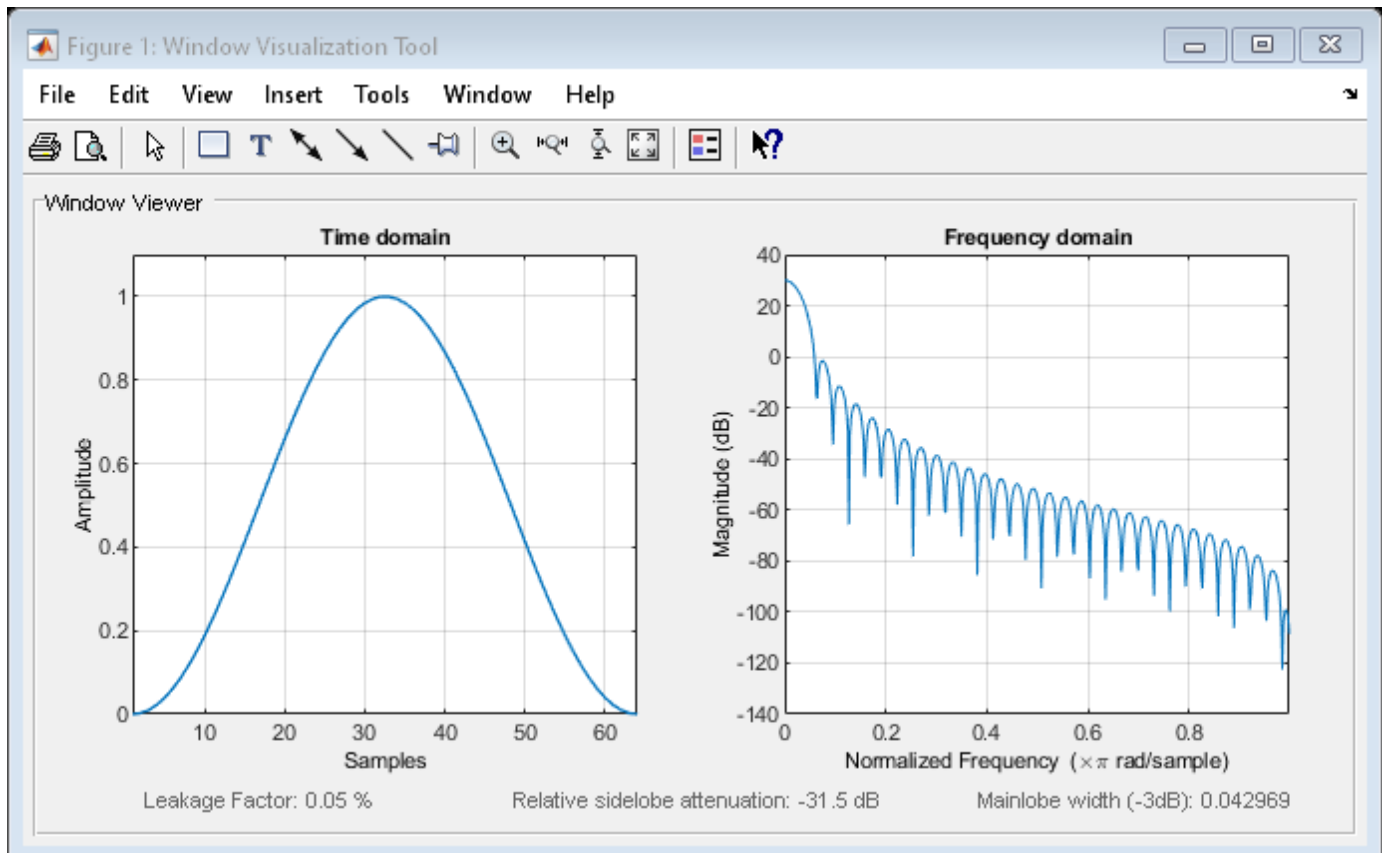 Figure 1: Window Visualization Tool
File Edit View Insert Tools Window Help
T
?
Window Viewer
Time domain
1
0.8
0.6
0.4
0.2
0
Amplitude
10 20 30 40 50 60
Samples
Frequency domain
40
20
0
-20
-40
-60
-80
-100
-120
-140
Magnitude (dB)
0 0.2 0.4 0.6 0.8
Normalized Frequency (×π rad/sample)
Leakage Factor: 0.05 % Relative sidelobe attenuation: -31.5 dB Mainlobe width (-3dB): 0.042969